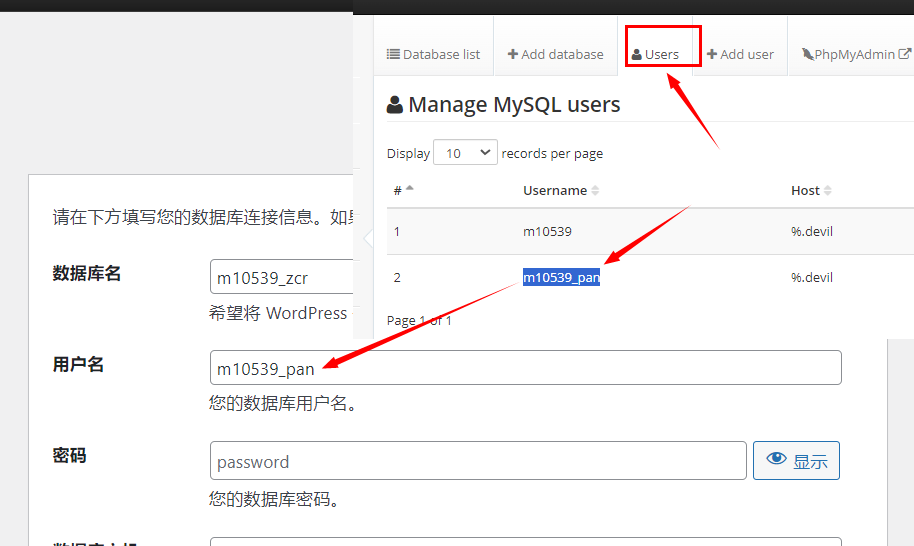 Database list
Add database
Users
Add user
PhpMyAdmin
Manage MySQL users
Display 10 records per page
# Username Host
1 m10539 %.devil
2 m10539_pan %.devil
Page 1 of 1
请在下方填写您的数据库连接信息。如
数据库名
m10539_zcr
希望将 WordPress
用户名
m10539_pan
您的数据库用户名。
密码
password
显示
您的数据库密码。